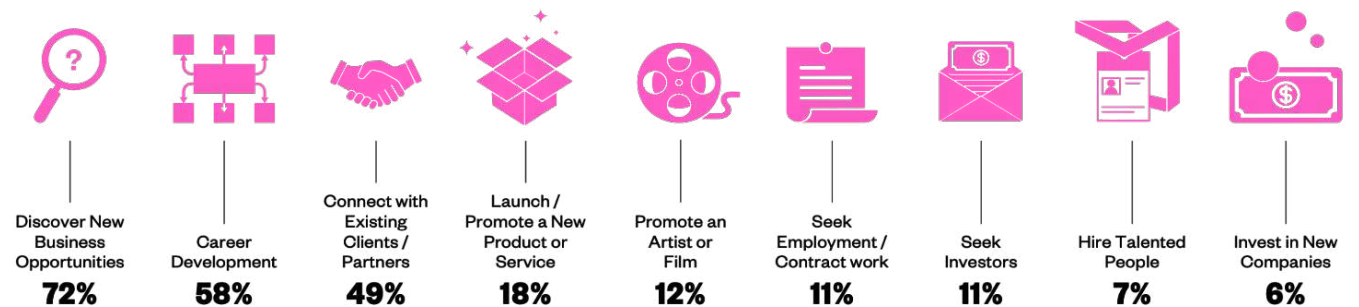 ?
$
$
Discover New
Business
Opportunities
72%
Career
Development
58%
Connect with
Existing
Clients /
Partners
49%
Launch /
Promote a New
Product or
Service
18%
Promote an
Artist or
Film
12%
Seek
Employment /
Contract work
11%
Seek
Investors
11%
Hire Talented
People
7%
Invest in New
Companies
6%